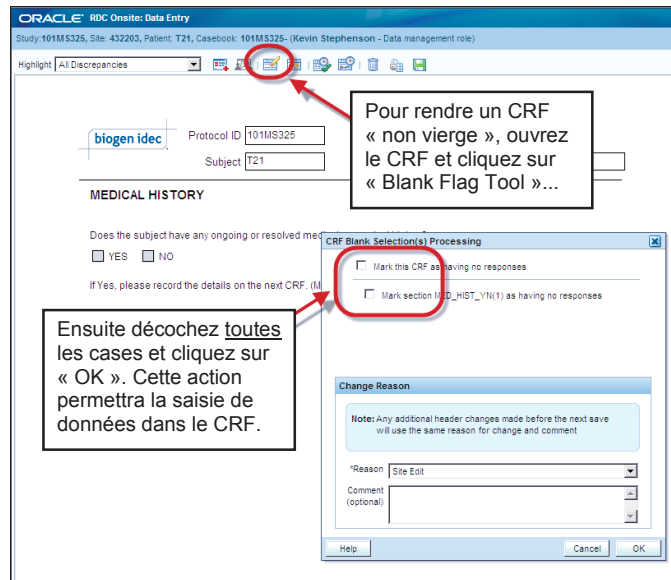 ORACLE RDC Onsite: Data Entry
Study:101MS325, Site: 432203, Patient: T21, Casebook: 101MS325- (Kevin Stephenson - Data management role)
Highlight All Discrepancies
Pour rendre un CRF
« non vierge », ouvrez
le CRF et cliquez sur
« Blank Flag Tool »...
biogen idec
Protocol ID 101MS325
Subject T21
MEDICAL HISTORY
Does the subject have any ongoing or resolved
YES NO
If Yes, please record the details on the next CRF. (M
CRF Blank Selection(s) Processing
Mark this CRF as having no responses
Mark section MED_HIST_YN(1) as having no responses
Ensuite décochez toutes
les cases et cliquez sur
« OK ». Cette action
permettra la saisie de
données dans le CRF.
Change Reason
Note: Any additional header changes made before the next save
will use the same reason for change and comment
*Reason Site Edit
Comment
(optional)
Help Cancel OK